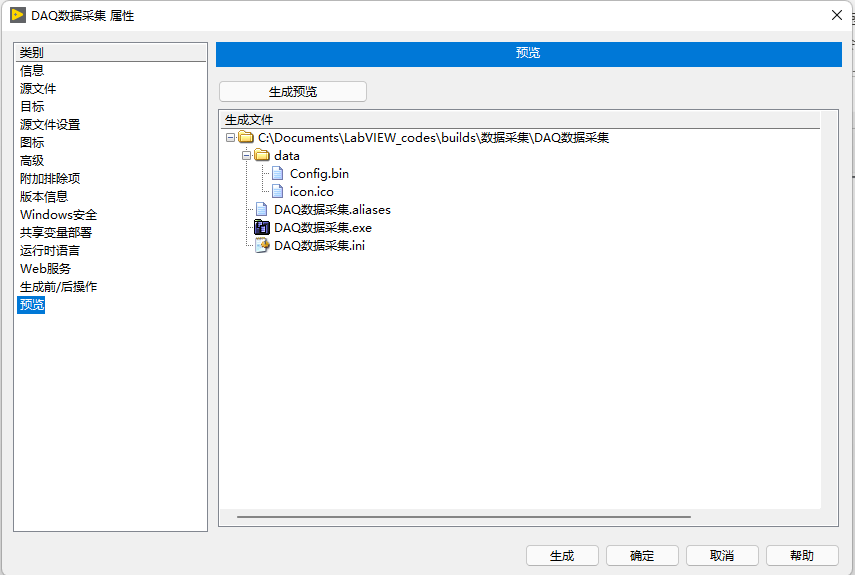 DAQ数据采集 属性
类别
信息
源文件
目标
源文件设置
图标
高级
附加排除项
版本信息
Windows安全
共享变量部署
运行时语言
Web服务
生成前/后操作
预览
预览
生成预览
生成文件
C:\Documents\LabVIEW_codes\builds\数据采集\DAQ数据采集
data
Config.bin
icon.ico
DAQ数据采集.aliases
DAQ数据采集.exe
DAQ数据采集.ini
生成
确定
取消
帮助